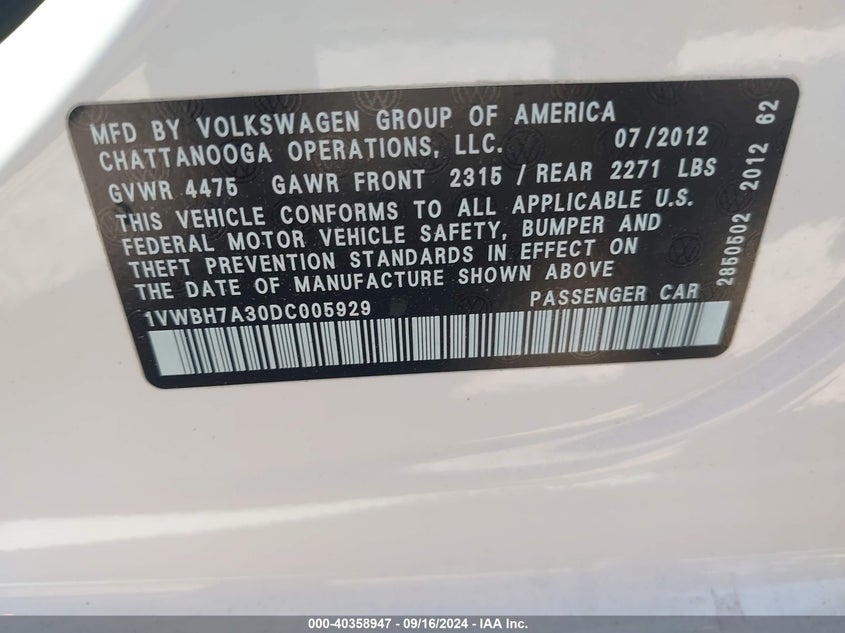 MFD BY VOLKSWAGEN GROUP OF AMERICA
CHATTANOOGA OPERATIONS, LLC. 07/2012
GVWR 4475 GAWR FRONT 2315 / REAR 2271 LBS
THIS VEHICLE CONFORMS TO ALL APPLICABLE U.S.
FEDERAL MOTOR VEHICLE SAFETY, BUMPER AND
THEFT PREVENTION STANDARDS IN EFFECT ON
THE DATE OF MANUFACTURE SHOWN ABOVE
1VWBH7A30DC005929 PASSENGER CAR
2850502 2012 62
000-40358947 - 09/16/2024 - IAA Inc.